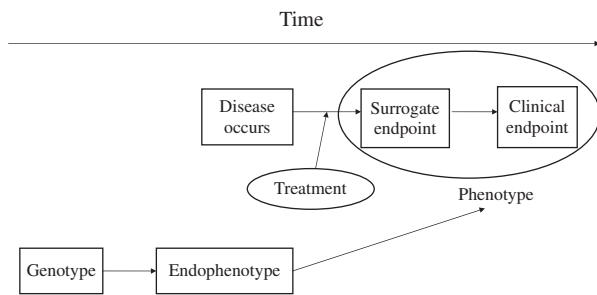 Time
Disease
occurs
Surrogate
endpoint
Clinical
endpoint
Treatment
Phenotype
Genotype
Endophenotype